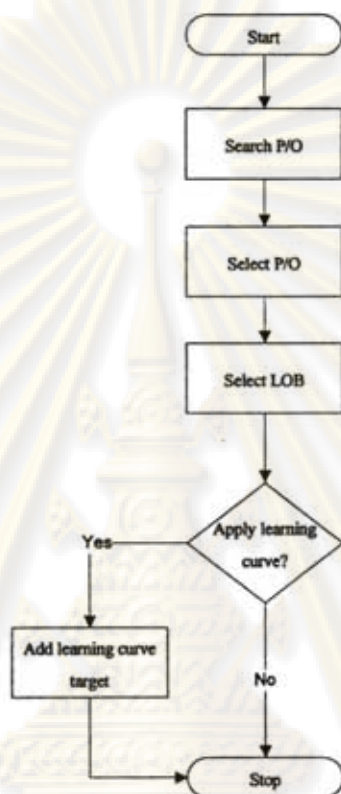 Start
Search P/O
Select P/O
Select LOB
Apply learning
curve?
Yes
Add learning curve
target
No
Stop